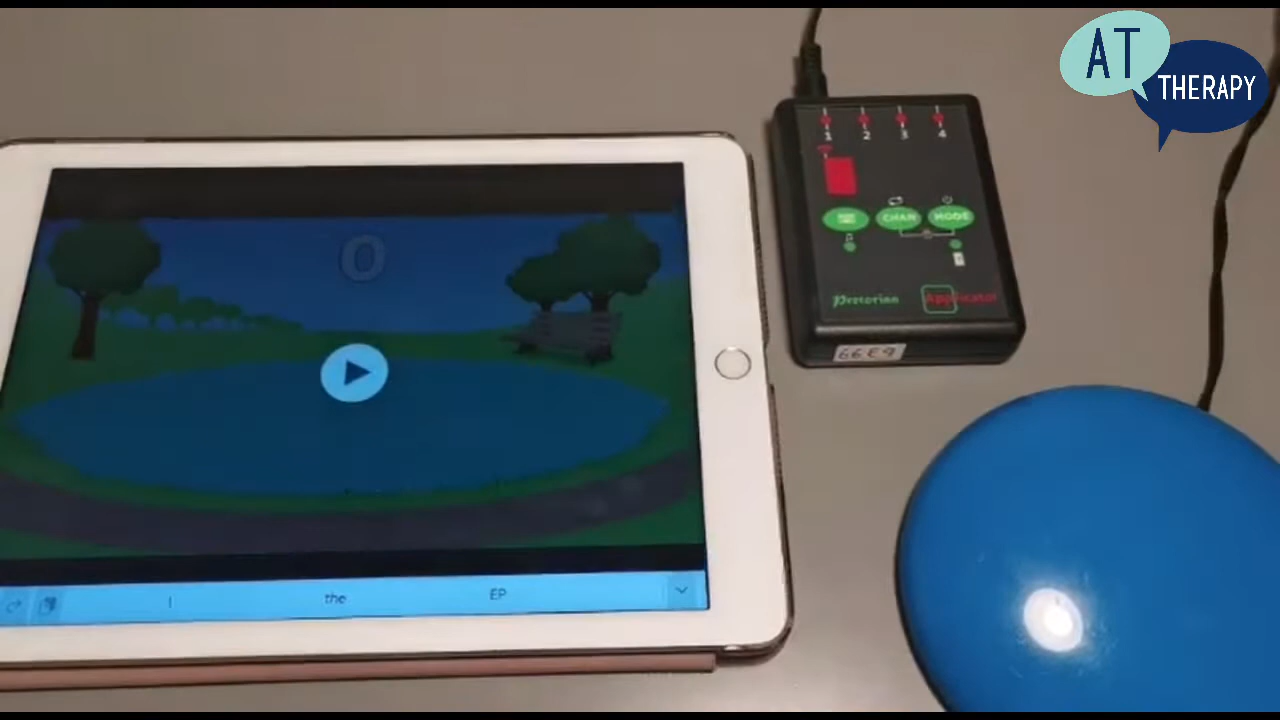 AT
THERAPY
1 2 3 4
0
CHAN MODE
Pretorian Applicator
66E9
I the EP